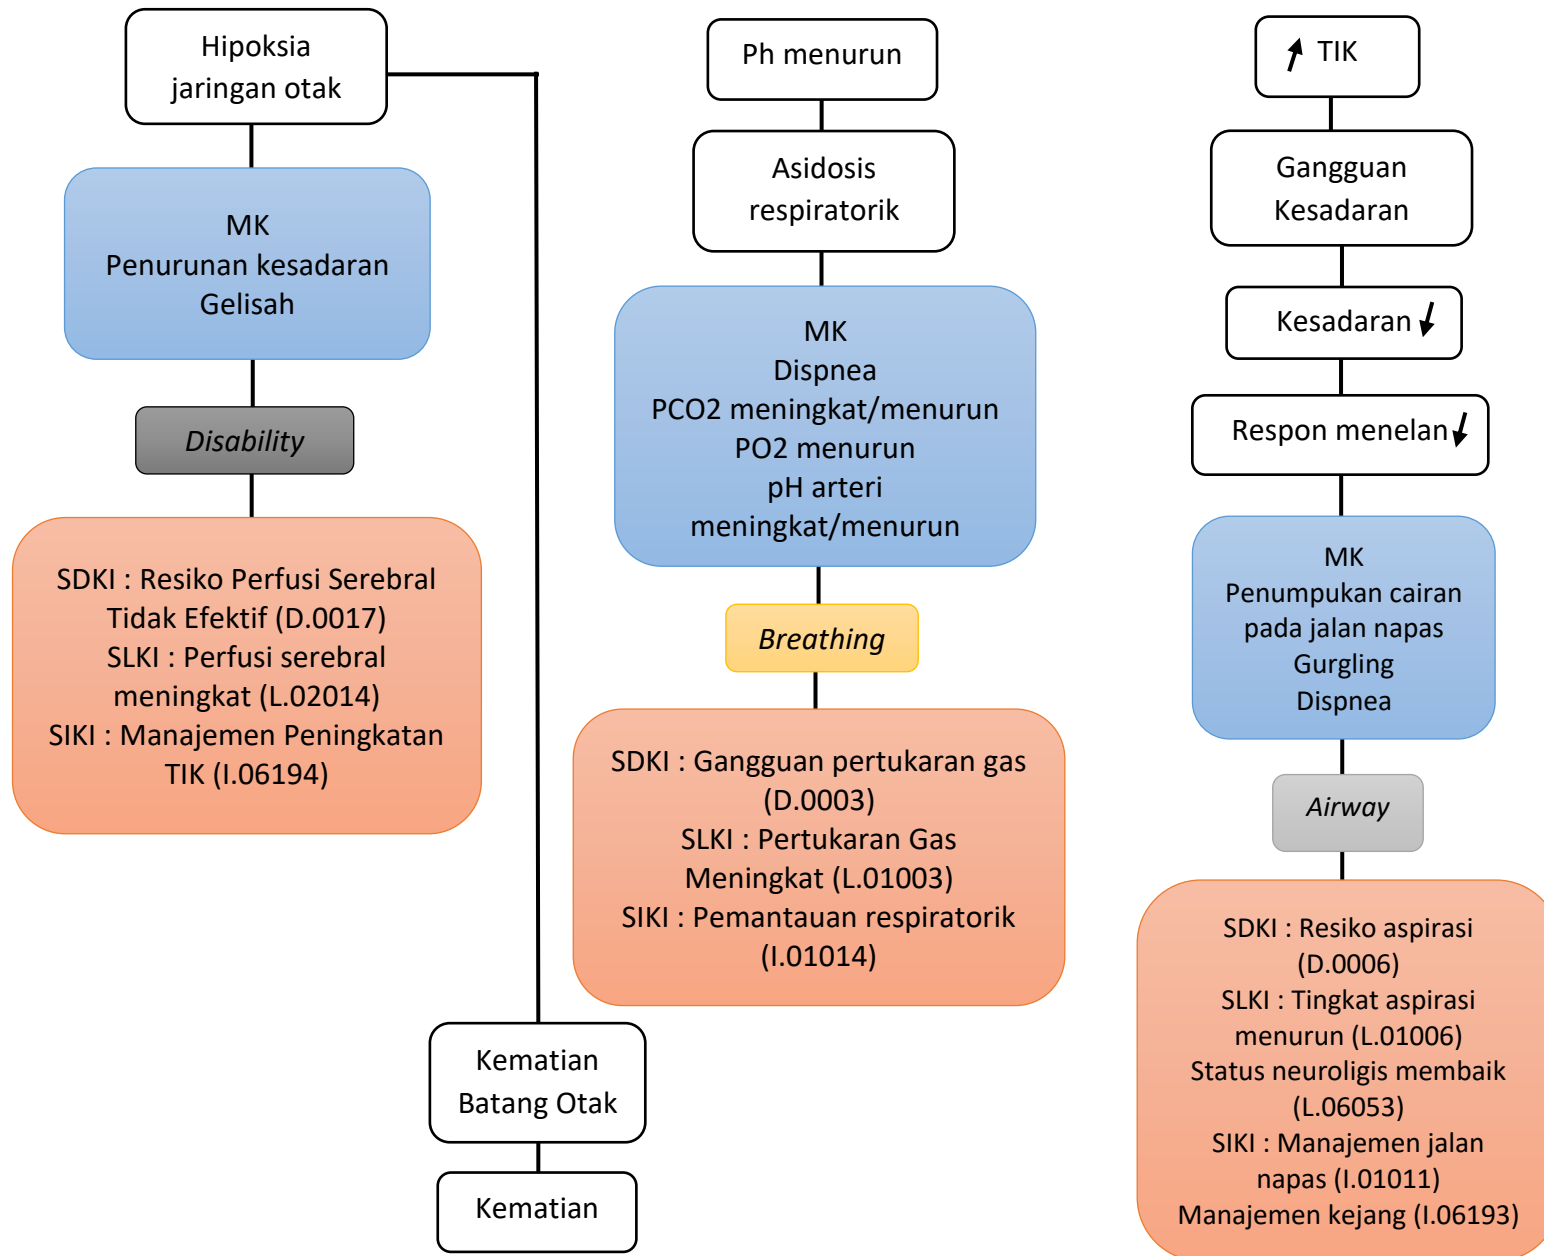 Hipoksia
jaringan otak
MK
Penurunan kesadaran
Gelisah
Disability
SDKI : Resiko Perfusi Serebral
Tidak Efektif (D.0017)
SLKI : Perfusi serebral
meningkat (L.02014)
SIKI : Manajemen Peningkatan
TIK (I.06194)
Kematian
Batang Otak
Kematian
Ph menurun
Asidosis
respiratorik
MK
Dispnea
PCO2 meningkat/menurun
PO2 menurun
pH arteri
meningkat/menurun
Breathing
SDKI : Gangguan pertukaran gas
(D.0003)
SLKI : Pertukaran Gas
Meningkat (L.01003)
SIKI : Pemantauan respiratorik
(I.01014)
TIK
Gangguan
Kesadaran
Kesadaran
Respon menelan
MK
Penumpukan cairan
pada jalan napas
Gurgling
Dispnea
Airway
SDKI : Resiko aspirasi
(D.0006)
SLKI : Tingkat aspirasi
menurun (L.01006)
Status neuroligis membaik
(L.06053)
SIKI : Manajemen jalan
napas (I.01011)
Manajemen kejang (I.06193)